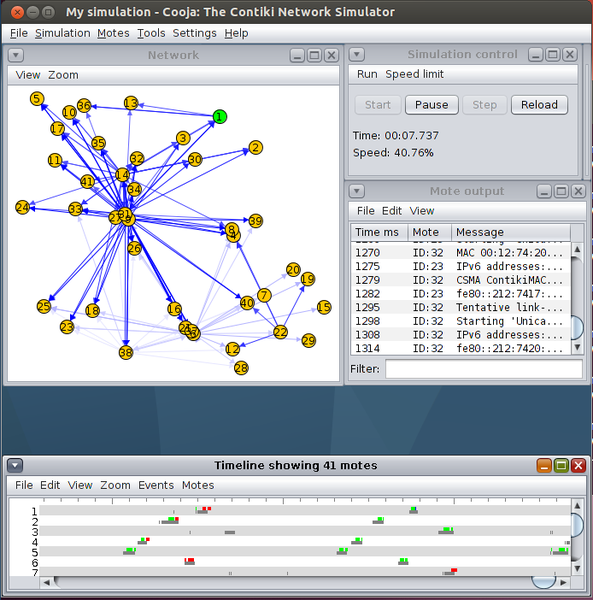 My simulation - Cooja: The Contiki Network Simulator
File Simulation Motes Tools Settings Help
Network
View Zoom
5
36
13
10
1
17
3
35
2
32
30
11
14
41
34
24
33
31
39
8
4
26
20
19
7
40
25
18
16
15
23
22
29
12
38
28
Simulation control
Run Speed limit
Start Pause Step Reload
Time: 00:07.737
Speed: 40.76%
Mote output
File Edit View
Time ms Mote Message
1270 ID:32 MAC 00:12:74:20...
1275 ID:23 IPv6 addresses:...
1279 ID:32 CSMA ContikiMAC...
1282 ID:23 fe80::212:7417:...
1295 ID:32 Tentative link-...
1298 ID:32 Starting 'Unica...
1308 ID:32 IPv6 addresses:...
1314 ID:32 fe80::212:7420:...
Filter:
Timeline showing 41 motes
File Edit View Zoom Events Motes
1
2
3
4
5
6
7